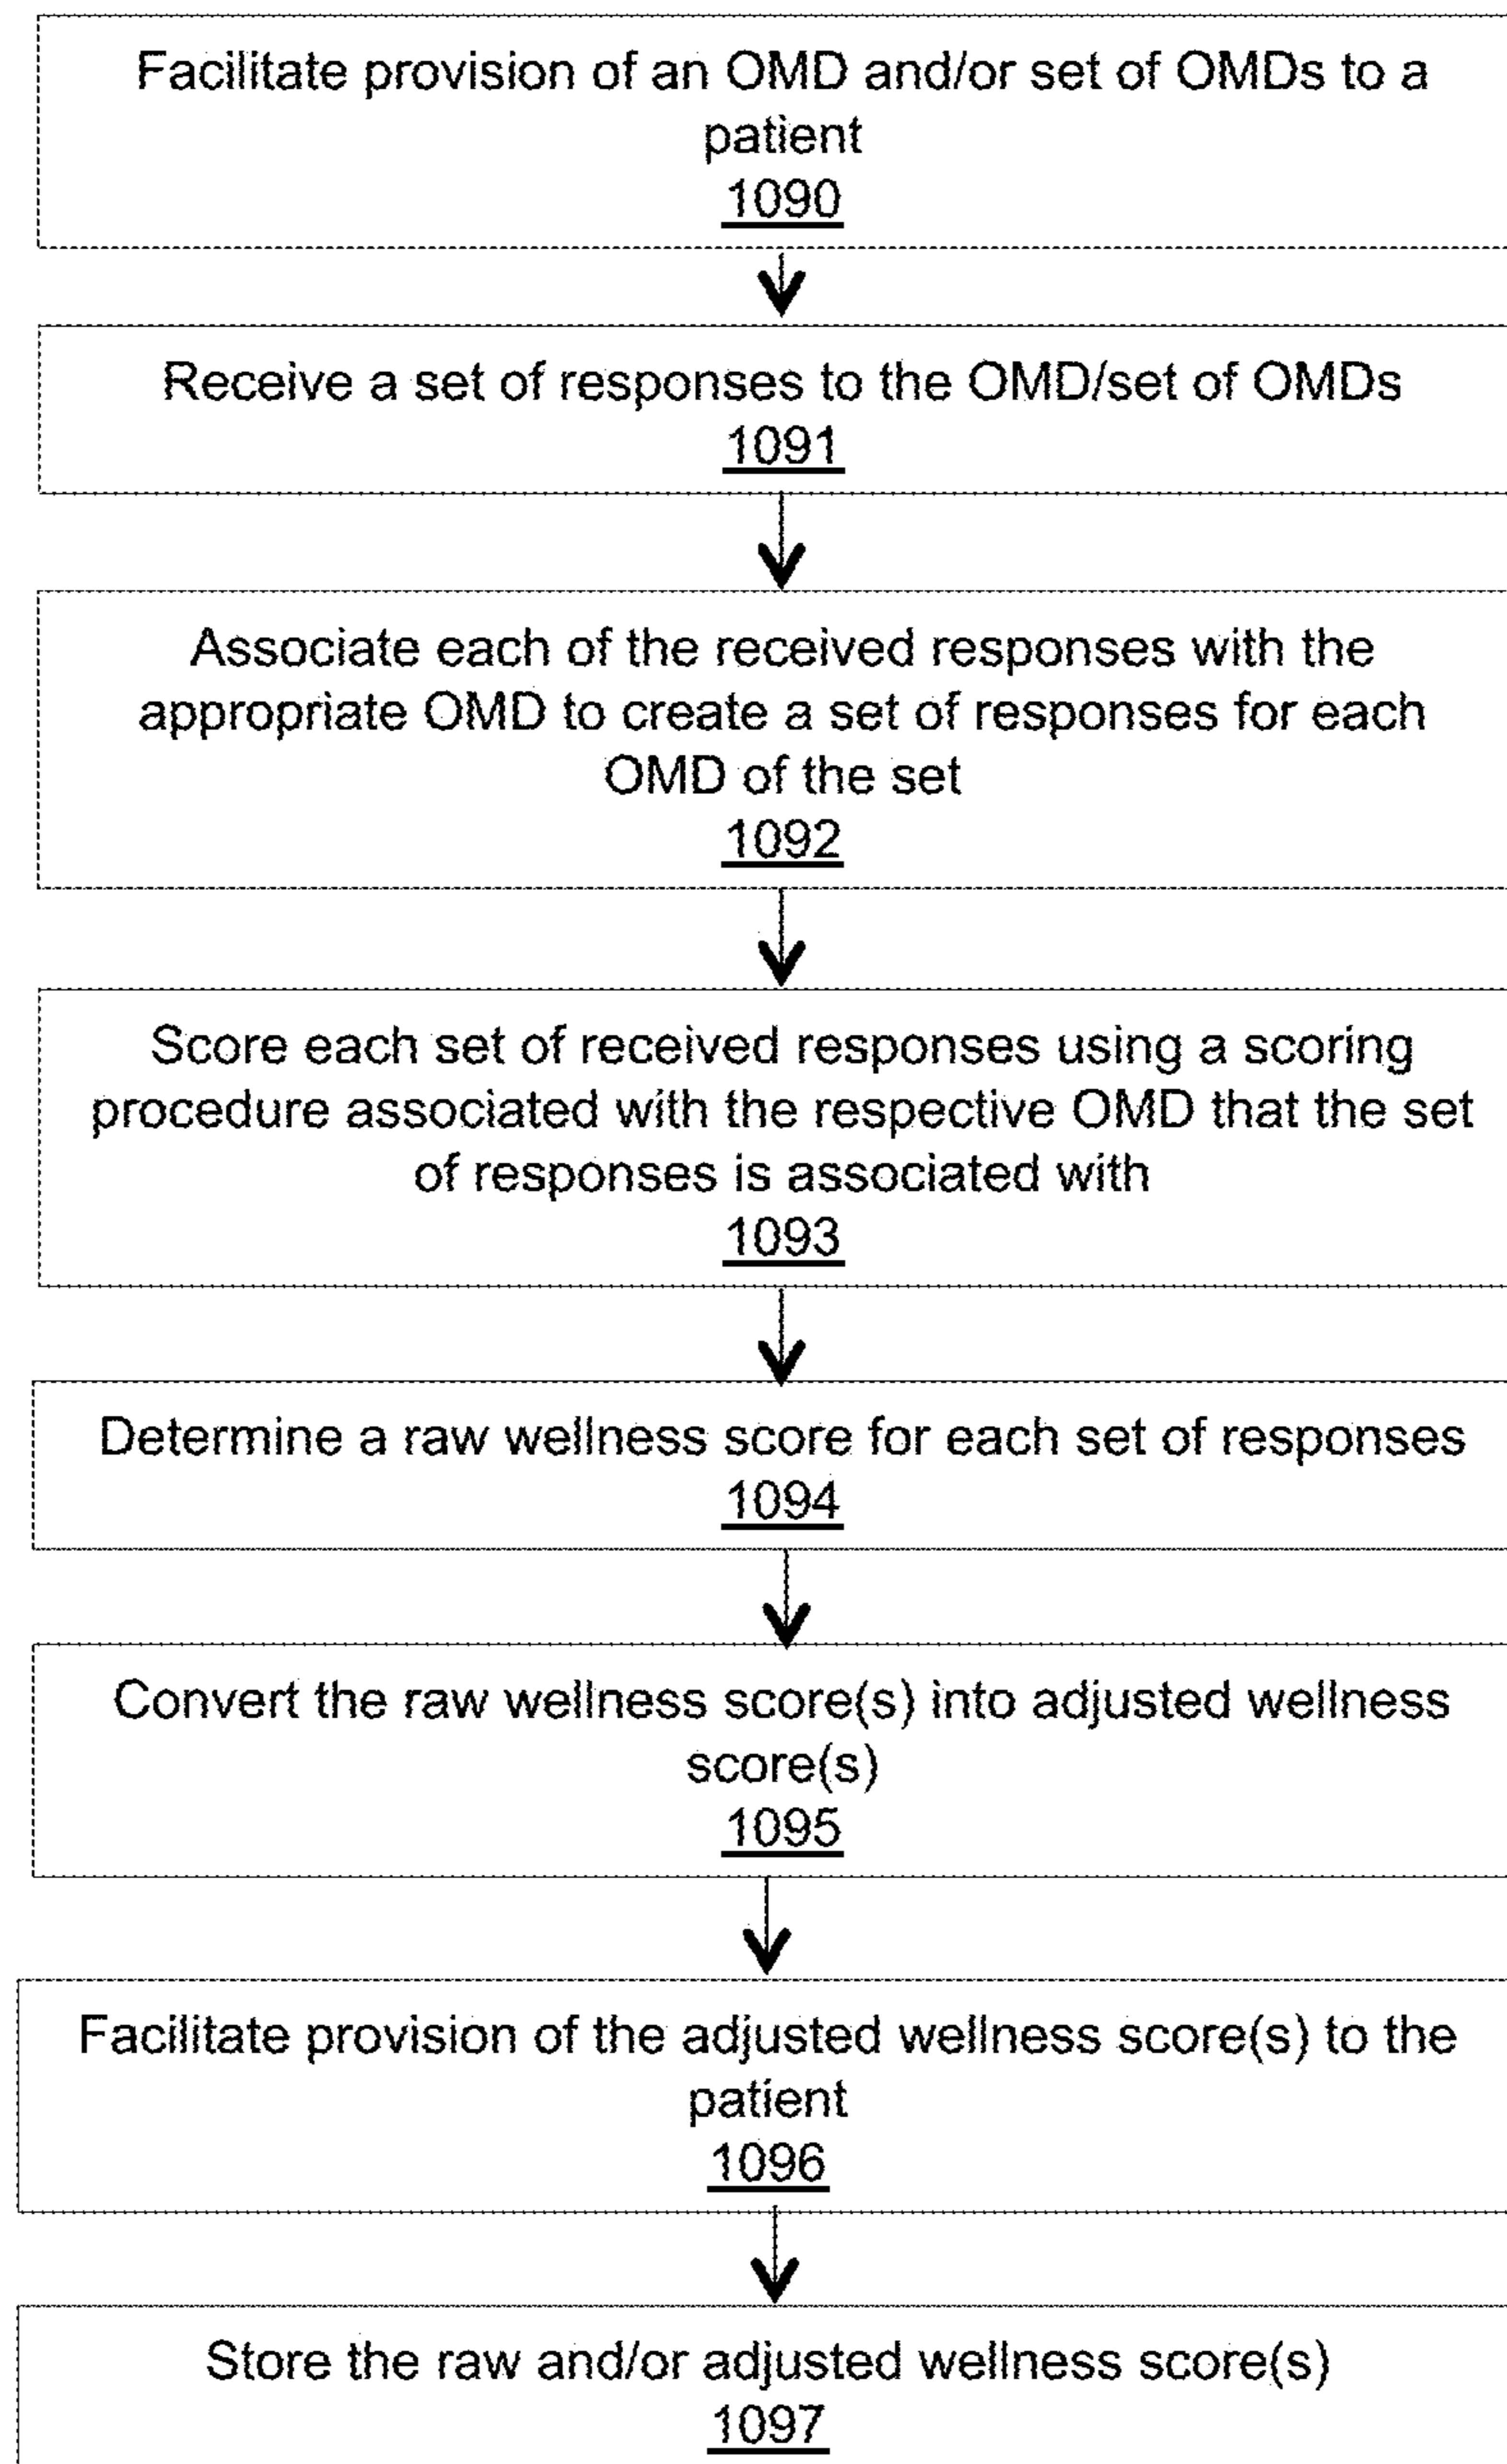 Facilitate provision of an OMD and/or set of OMDs to a
patient
1090
Receive a set of responses to the OMD/set of OMDs
1091
Associate each of the received responses with the
appropriate OMD to create a set of responses for each
OMD of the set
1092
Score each set of received responses using a scoring
procedure associated with the respective OMD that the set
of responses is associated with
1093
Determine a raw wellness score for each set of responses
1094
Convert the raw wellness score(s) into adjusted wellness
score(s)
1095
Facilitate provision of the adjusted wellness score(s) to the
patient
1096
Store the raw and/or adjusted wellness score(s)
1097